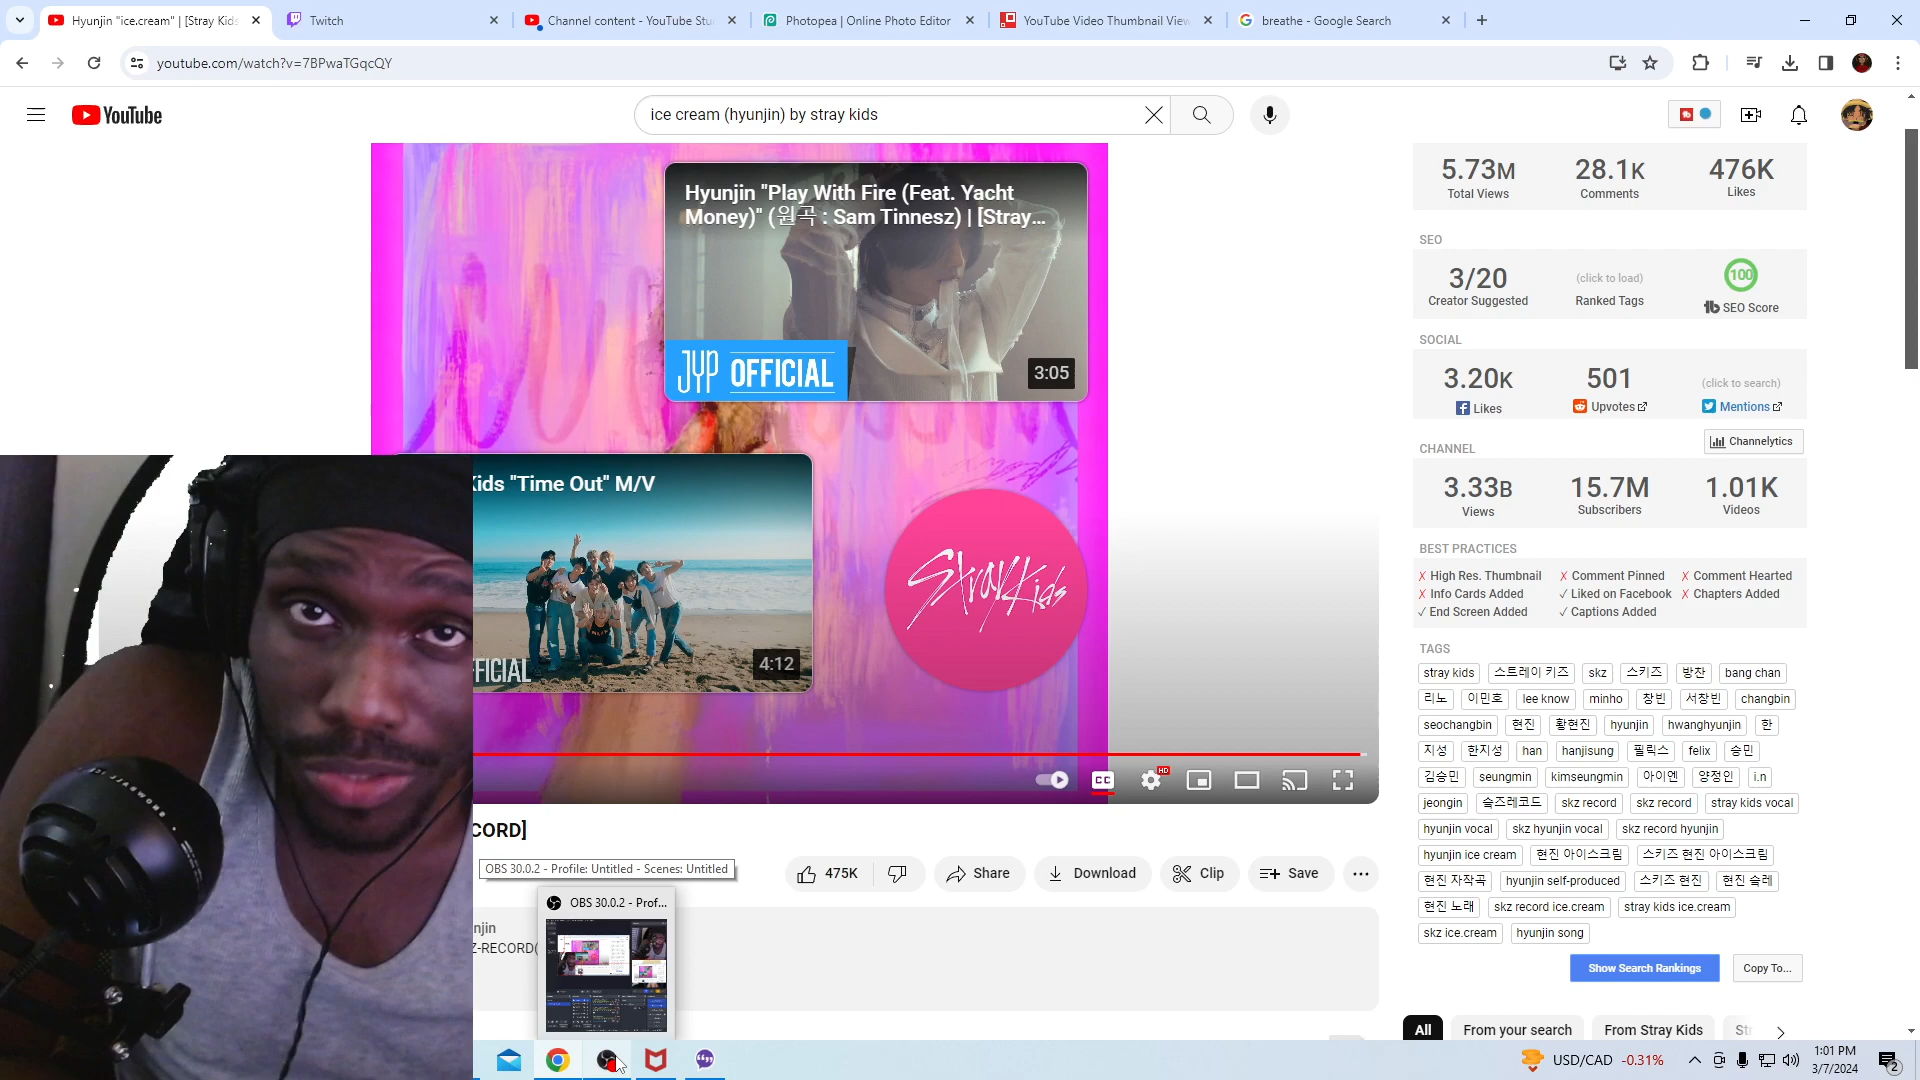 Hyunjin "ice.cream" | [Stray Kids
Twitch
Channel content - YouTube Stu
Photopea | Online Photo Editor
YouTube Video Thumbnail View
breathe - Google Search
youtube.com/watch?v=7BPwaTGqcQY
YouTube
ice cream (hyunjin) by stray kids
Hyunjin "Play With Fire (Feat. Yacht
Money)" (원곡 : Sam Tinnesz) | [Stray...
JYP OFFICIAL
3:05
Kids "Time Out" M/V
FICIAL
4:12
Stray Kids
CC
HD
CORD]
OBS 30.0.2 - Profile: Untitled - Scenes: Untitled
475K
Share
Download
Clip
Save
OBS 30.0.2 - Prof...
njin
Z-RECORD(
5.73M
28.1K
476K
Total Views
Comments
Likes
SEO
3/20
(click to load)
100
Creator Suggested
Ranked Tags
tb SEO Score
SOCIAL
3.20K
501
(click to search)
Likes
Upvotes
Mentions
CHANNEL
Channelytics
3.33B
15.7M
1.01K
Views
Subscribers
Videos
BEST PRACTICES
✗ High Res. Thumbnail
✗ Comment Pinned
✗ Comment Hearted
✗ Info Cards Added
✓ Liked on Facebook
✗ Chapters Added
✓ End Screen Added
✓ Captions Added
TAGS
stray kids 스트레이 키즈 skz 스키즈 방찬 bang chan
리노 이민호 lee know minho 창빈 서창빈 changbin
seochangbin 현진 황현진 hyunjin hwanghyunjin 한
지성 한지성 han hanjisung 필릭스 felix 승민
김승민 seungmin kimseungmin 아이엔 양정인 i.n
jeongin 슼즈레코드 skz record skz record stray kids vocal
hyunjin vocal skz hyunjin vocal skz record hyunjin
hyunjin ice cream 현진 아이스크림 스키즈 현진 아이스크림
현진 자작곡 hyunjin self-produced 스키즈 현진 현진 슼레
현진 노래 skz record ice.cream stray kids ice.cream
skz ice.cream hyunjin song
Show Search Rankings
Copy To...
All
From your search
From Stray Kids
Str
USD/CAD -0.31%
1:01 PM
3/7/2024
2